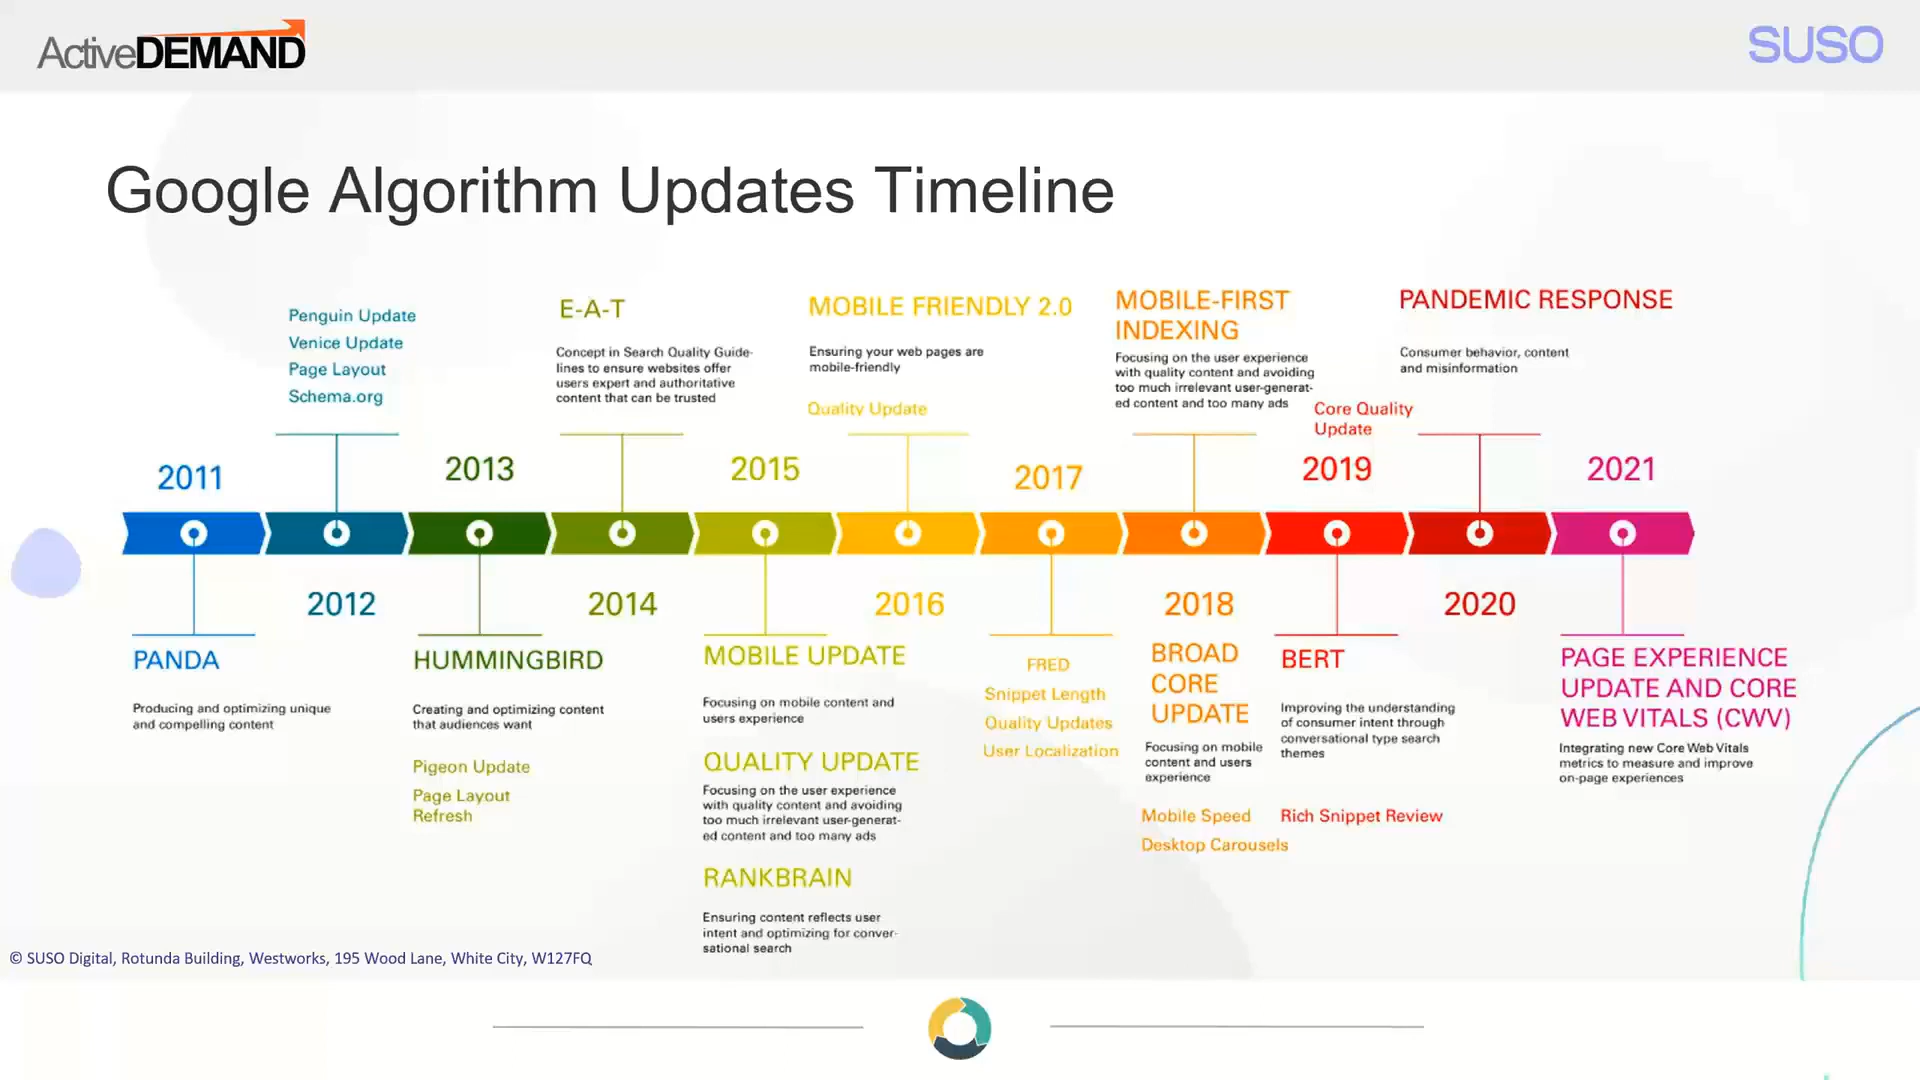 ActiveDEMAND
SUSO
Google Algorithm Updates Timeline
Penguin Update
Venice Update
Page Layout
Schema.org
E-A-T
Concept in Search Quality Guide-
lines to ensure websites offer
users expert and authoritative
content that can be trusted
MOBILE FRIENDLY 2.0
Ensuring your web pages are
mobile-friendly
Quality Update
MOBILE-FIRST
INDEXING
Focusing on the user experience
with quality content and avoiding
too much irrelevant user-generat-
ed content and too many ads
Core Quality
Update
PANDEMIC RESPONSE
Consumer behavior, content
and misinformation
2011
2013
2015
2017
2019
2021
2012
2014
2016
2018
2020
PANDA
Producing and optimizing unique
and compelling content
HUMMINGBIRD
Creating and optimizing content
that audiences want
Pigeon Update
Page Layout
Refresh
MOBILE UPDATE
Focusing on mobile content and
users experience
QUALITY UPDATE
Focusing on the user experience
with quality content and avoiding
too much irrelevant user-generat-
ed content and too many ads
RANKBRAIN
Ensuring content reflects user
intent and optimizing for conver-
sational search
FRED
Snippet Length
Quality Updates
User Localization
BROAD
CORE
UPDATE
Focusing on mobile
content and users
experience
Mobile Speed
Desktop Carousels
BERT
Improving the understanding
of consumer intent through
conversational type search
themes
Rich Snippet Review
PAGE EXPERIENCE
UPDATE AND CORE
WEB VITALS (CWV)
Integrating new Core Web Vitals
metrics to measure and improve
on-page experiences
© SUSO Digital, Rotunda Building, Westworks, 195 Wood Lane, White City, W127FQ